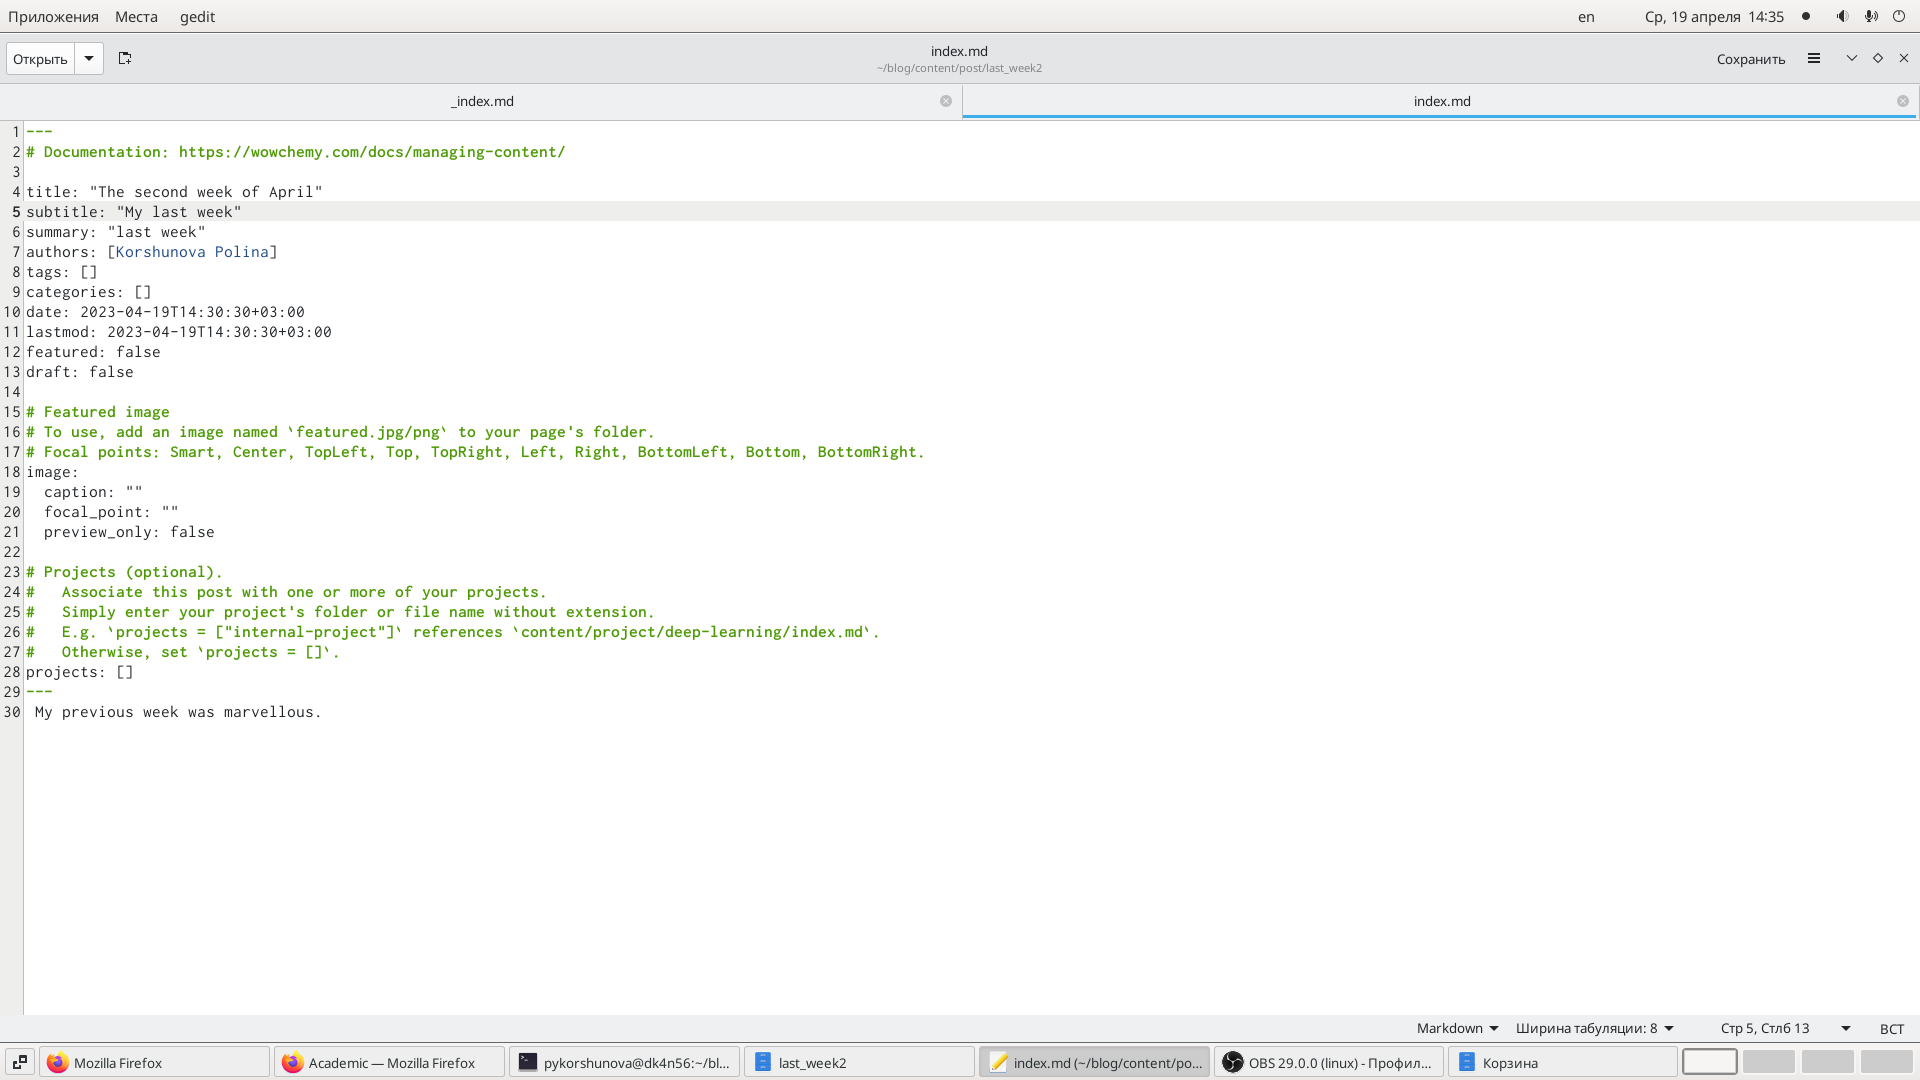 Приложения Места gedit en Ср, 19 апреля 14:35
Открыть index.md Сохранить
~/blog/content/post/last_week2
_index.md index.md
1 ---
2 # Documentation: https://wowchemy.com/docs/managing-content/
3
4 title: "The second week of April"
5 subtitle: "My last week"
6 summary: "last week"
7 authors: [Korshunova Polina]
8 tags: []
9 categories: []
10 date: 2023-04-19T14:30:30+03:00
11 lastmod: 2023-04-19T14:30:30+03:00
12 featured: false
13 draft: false
14
15 # Featured image
16 # To use, add an image named `featured.jpg/png` to your page's folder.
17 # Focal points: Smart, Center, TopLeft, Top, TopRight, Left, Right, BottomLeft, Bottom, BottomRight.
18 image:
19   caption: ""
20   focal_point: ""
21   preview_only: false
22
23 # Projects (optional).
24 #   Associate this post with one or more of your projects.
25 #   Simply enter your project's folder or file name without extension.
26 #   E.g. `projects = ["internal-project"]` references `content/project/deep-learning/index.md`.
27 #   Otherwise, set `projects = []`.
28 projects: []
29 ---
30  My previous week was marvellous.
Markdown Ширина табуляции: 8 Стр 5, Стлб 13 ВСТ
Mozilla Firefox Academic — Mozilla Firefox pykorshunova@dk4n56:~/bl... last_week2 index.md (~/blog/content/po... OBS 29.0.0 (linux) - Профил... Корзина